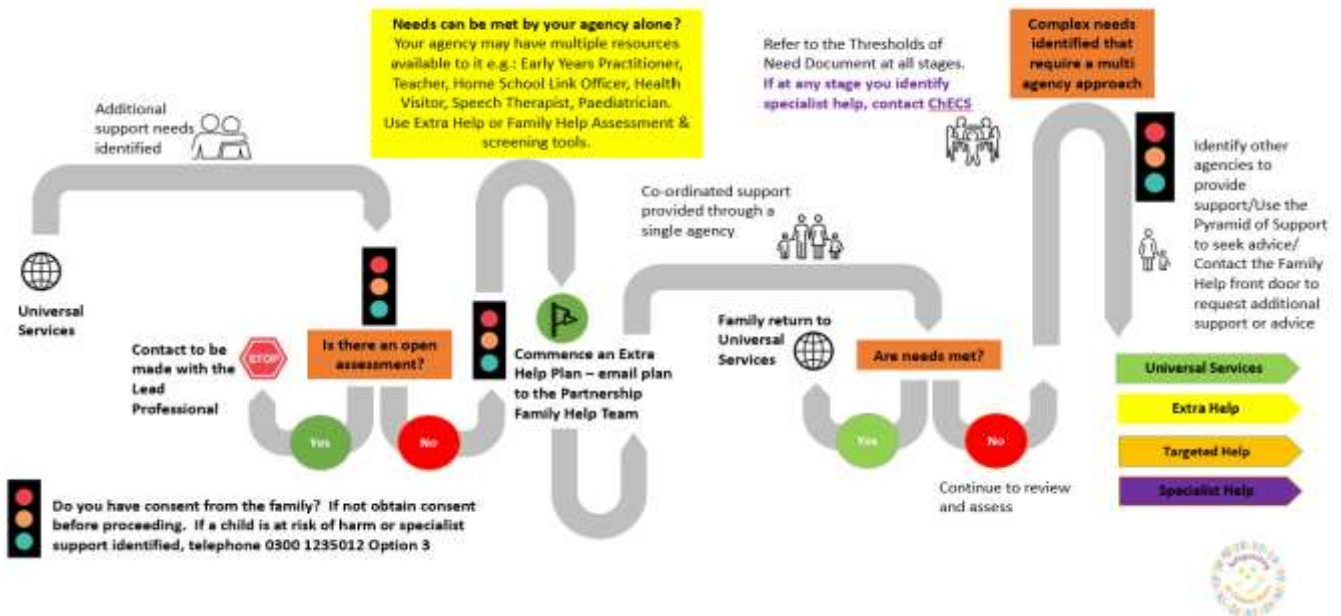 Needs can be met by your agency alone?
Your agency may have multiple resources
available to it e.g.: Early Years Practitioner,
Teacher, Home School Link Officer, Health
Visitor, Speech Therapist, Paediatrician.
Use Extra Help or Family Help Assessment &
screening tools.
Refer to the Thresholds of
Need Document at all stages.
If at any stage you identify
specialist help, contact ChECS
Complex needs
identified that
require a multi
agency approach
Additional
support needs
identified
Identify other
agencies to
provide
support/Use the
Pyramid of Support
to seek advice/
Contact the Family
Help front door to
request additional
support or advice
Co-ordinated support
provided through a
single agency
Universal
Services
Contact to be
made with the
Lead
Professional
STOP
Is there an open
assessment?
Yes
No
Commence an Extra
Help Plan – email plan
to the Partnership
Family Help Team
Family return to
Universal
Services
Are needs met?
Yes
No
Continue to review
and assess
Universal Services
Extra Help
Targeted Help
Specialist Help
Do you have consent from the family? If not obtain consent
before proceeding. If a child is at risk of harm or specialist
support identified, telephone 0300 1235012 Option 3